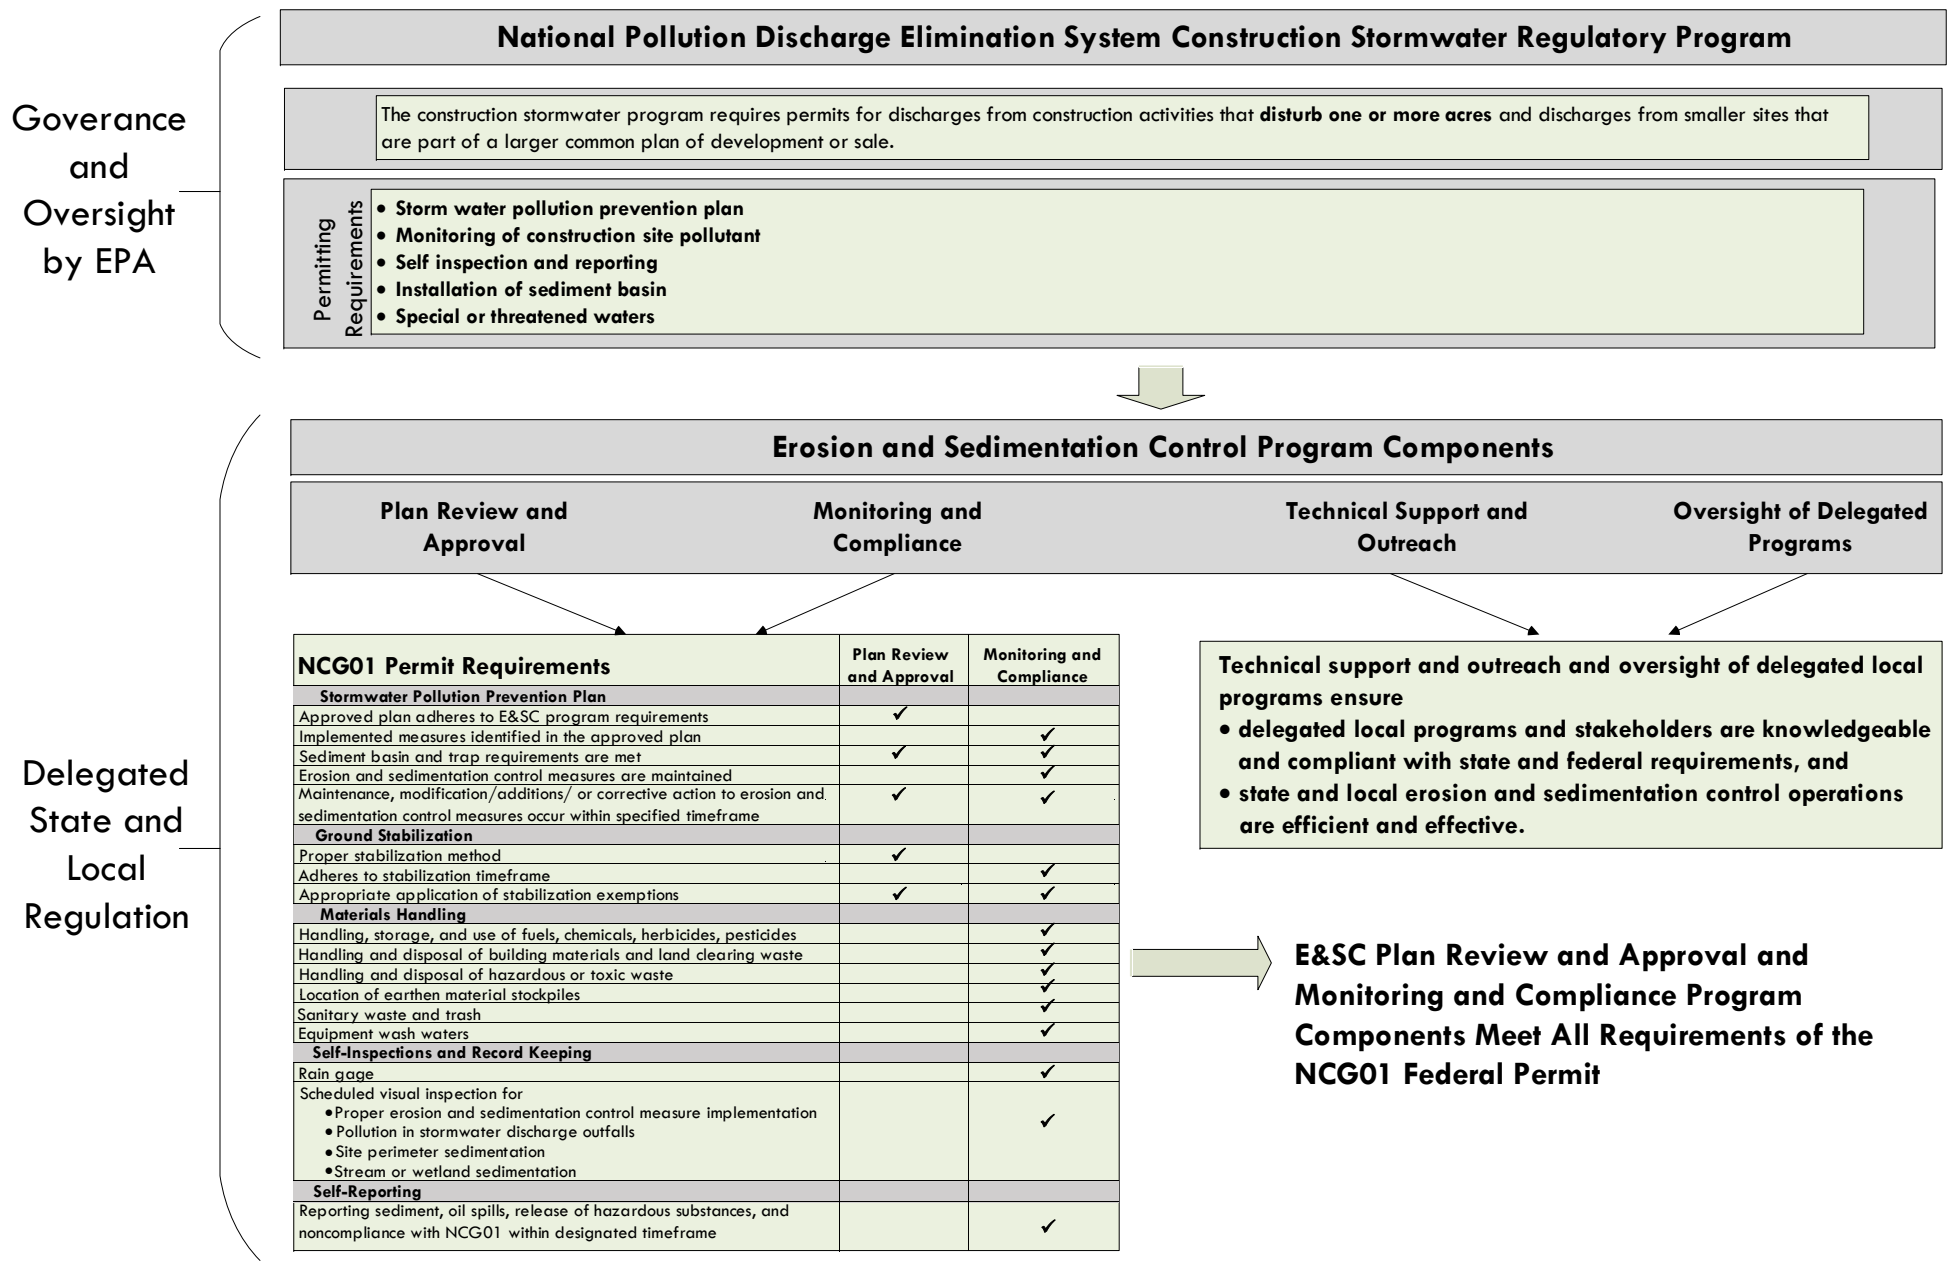 Goverance
and
Oversight
by EPA
National Pollution Discharge Elimination System Construction Stormwater Regulatory Program
The construction stormwater program requires permits for discharges from construction activities that disturb one or more acres and discharges from smaller sites that
are part of a larger common plan of development or sale.
Permitting
Requirements
• Storm water pollution prevention plan
• Monitoring of construction site pollutant
• Self inspection and reporting
• Installation of sediment basin
• Special or threatened waters
Delegated
State and
Local
Regulation
Erosion and Sedimentation Control Program Components
Plan Review and
Approval
Monitoring and
Compliance
Technical Support and
Outreach
Oversight of Delegated
Programs
NCG01 Permit Requirements
Plan Review
and Approval
Monitoring and
Compliance
Stormwater Pollution Prevention Plan
Approved plan adheres to E&SC program requirements ✓
Implemented measures identified in the approved plan ✓
Sediment basin and trap requirements are met ✓ ✓
Erosion and sedimentation control measures are maintained ✓
Maintenance, modification/additions/ or corrective action to erosion and ✓ ✓
sedimentation control measures occur within specified timeframe
Ground Stabilization
Proper stabilization method ✓
Adheres to stabilization timeframe ✓
Appropriate application of stabilization exemptions ✓ ✓
Materials Handling
Handling, storage, and use of fuels, chemicals, herbicides, pesticides ✓
Handling and disposal of building materials and land clearing waste ✓
Handling and disposal of hazardous or toxic waste ✓
Location of earthen material stockpiles ✓
Sanitary waste and trash ✓
Equipment wash waters ✓
Self-Inspections and Record Keeping
Rain gage ✓
Scheduled visual inspection for
• Proper erosion and sedimentation control measure implementation
• Pollution in stormwater discharge outfalls ✓
• Site perimeter sedimentation
• Stream or wetland sedimentation
Self-Reporting
Reporting sediment, oil spills, release of hazardous substances, and
noncompliance with NCG01 within designated timeframe ✓
Technical support and outreach and oversight of delegated local
programs ensure
• delegated local programs and stakeholders are knowledgeable
and compliant with state and federal requirements, and
• state and local erosion and sedimentation control operations
are efficient and effective.
E&SC Plan Review and Approval and
Monitoring and Compliance Program
Components Meet All Requirements of the
NCG01 Federal Permit